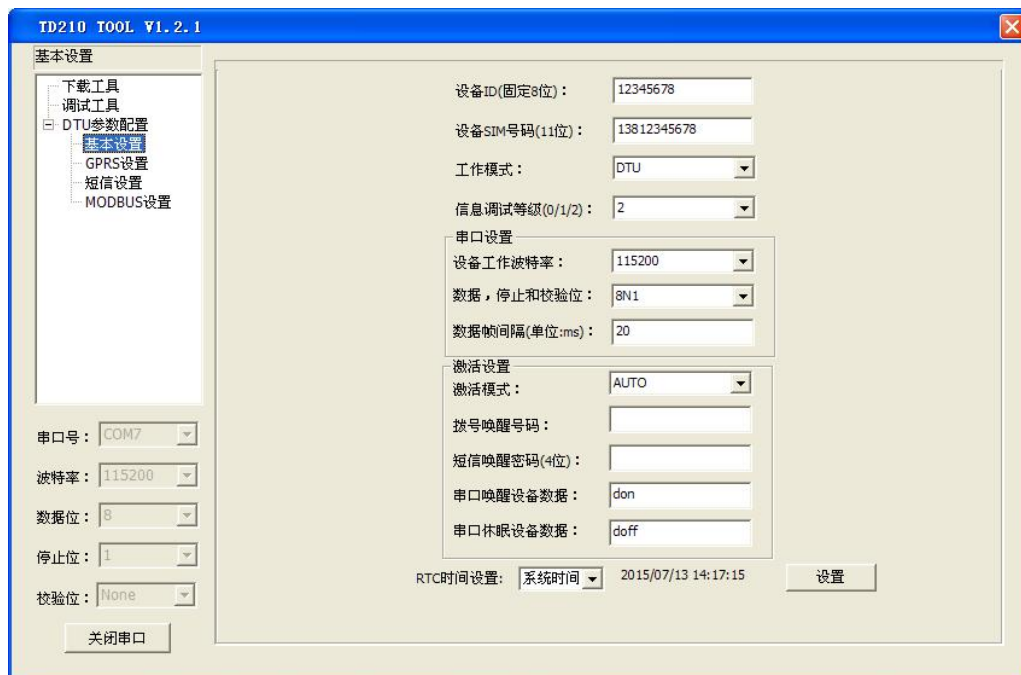 TD210 TOOL V1.2.1
基本设置
下载工具
调试工具
DTU参数配置
基本设置
GPRS设置
短信设置
MODBUS设置
串口号： COM7
波特率： 115200
数据位： 8
停止位： 1
校验位： None
关闭串口
设备ID(固定8位)： 12345678
设备SIM号码(11位)： 13812345678
工作模式： DTU
信息调试等级(0/1/2)： 2
串口设置
设备工作波特率： 115200
数据，停止和校验位： 8N1
数据帧间隔(单位:ms)： 20
激活设置
激活模式： AUTO
拨号唤醒号码：
短信唤醒密码(4位)：
串口唤醒设备数据： don
串口休眠设备数据： doff
RTC时间设置: 系统时间 2015/07/13 14:17:15 设置